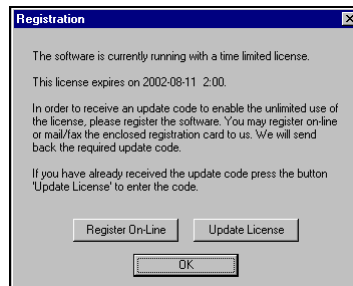 Registration
The software is currently running with a time limited license.
This license expires on 2002-08-11 2:00.
In order to receive an update code to enable the unlimited use of
the license, please register the software. You may register on-line
or mail/fax the enclosed registration card to us. We will send
back the required update code.
If you have already received the update code press the button
'Update License' to enter the code.
Register On-Line
Update License
OK